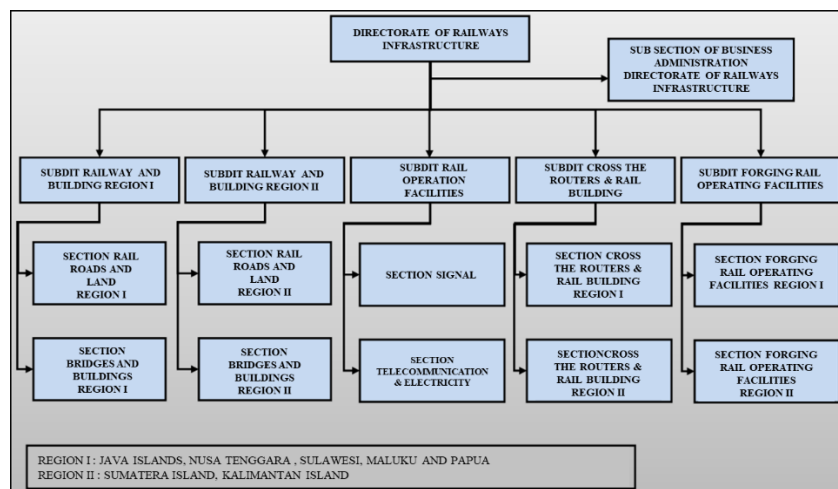 DIRECTORATE OF RAILWAYS
INFRASTRUCTURE
SUB SECTION OF BUSINESS
ADMINISTRATION
DIRECTORATE OF RAILWAYS
INFRASTRUCTURE
SUBDIT RAILWAY AND
BUILDING REGION I
SUBDIT RAILWAY AND
BUILDING REGION II
SUBDIT RAIL
OPERATION
FACILITIES
SUBDIT CROSS THE
ROUTERS & RAIL
BUILDING
SUBDIT FORGING RAIL
OPERATING FACILITIES
SECTION RAIL
ROADS AND
LAND
REGION I
SECTION RAIL
ROADS AND
LAND
REGION II
SECTION SIGNAL
SECTION CROSS
THE ROUTERS &
RAIL BUILDING
REGION I
SECTION FORGING
RAIL OPERATING
FACILITIES REGION I
SECTION
BRIDGES AND
BUILDINGS
REGION I
SECTION
BRIDGES AND
BUILDINGS
REGION II
SECTION
TELECOMMUNICATION
& ELECTRICITY
SECTIONCROSS
THE ROUTERS &
RAIL BUILDING
REGION II
SECTION FORGING
RAIL OPERATING
FACILITIES
REGION II
REGION I : JAVA ISLANDS, NUSA TENGGARA , SULAWESI, MALUKU AND PAPUA
REGION II : SUMATERA ISLAND, KALIMANTAN ISLAND